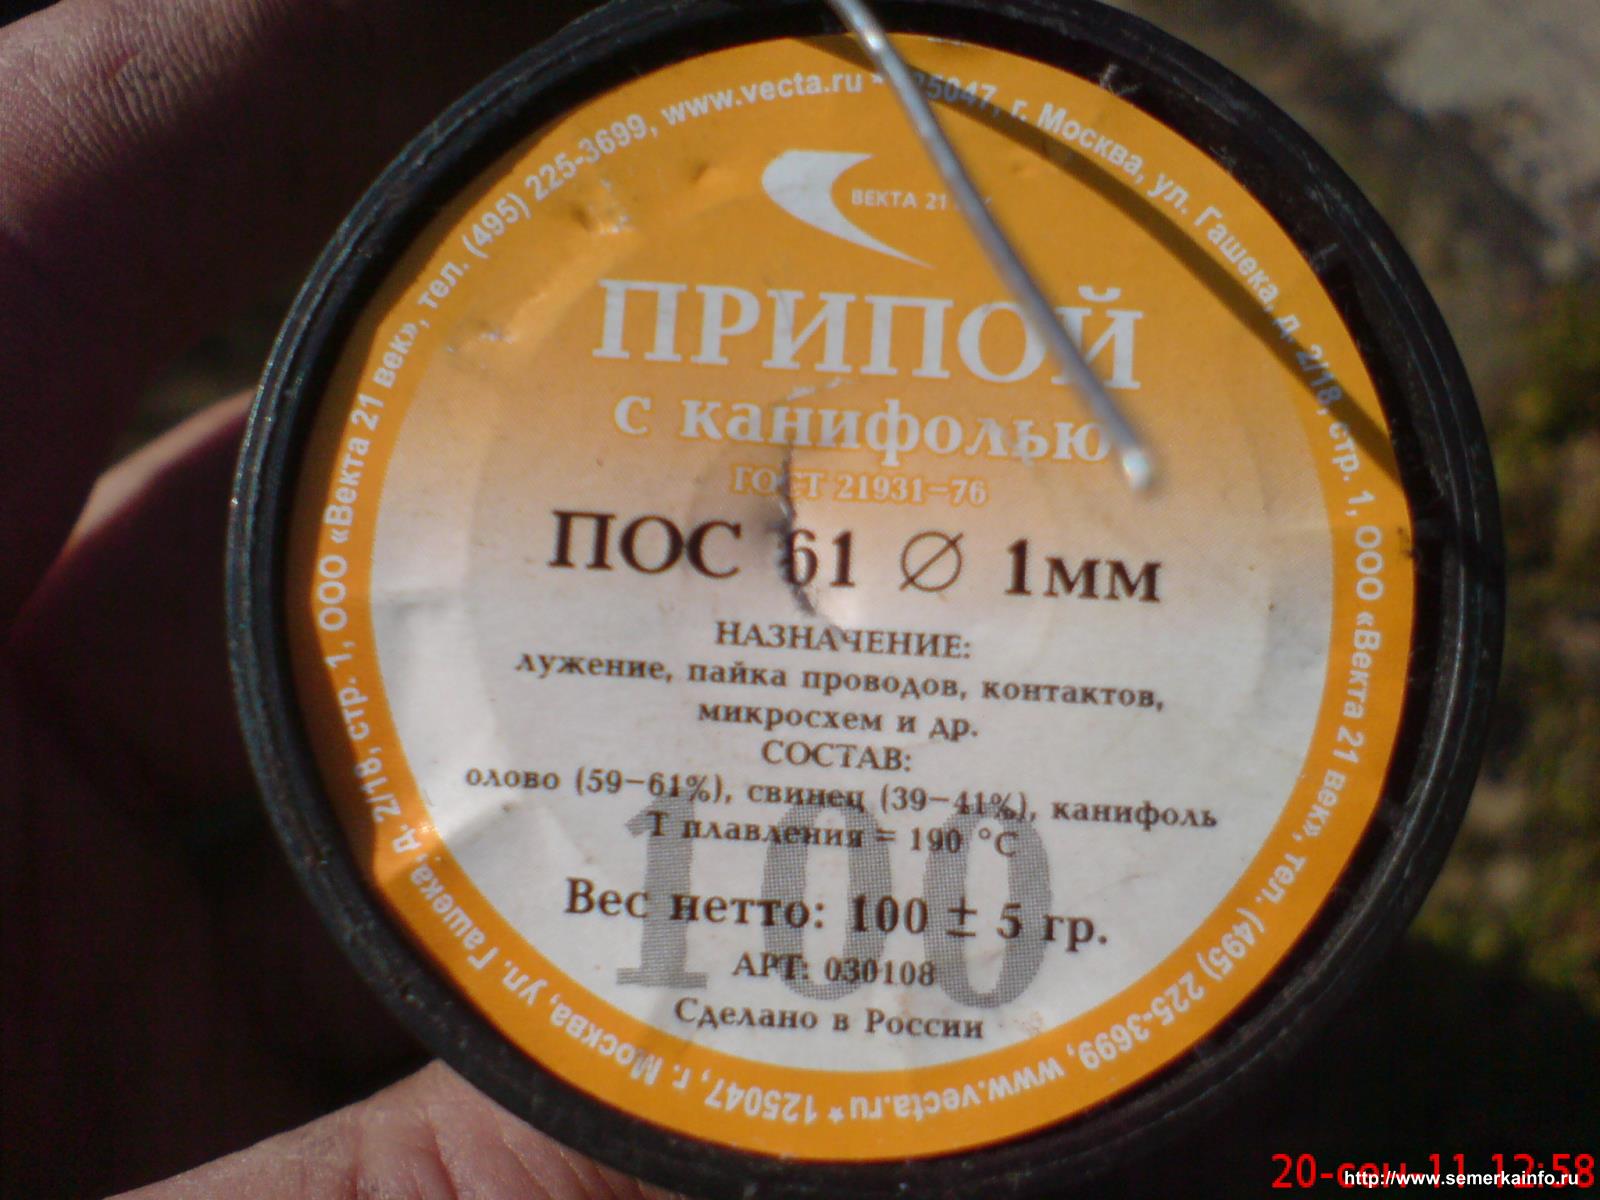 ООО «Векта 21 век», тел. (495) 225-3699, www.vecta.ru * 125047, г. Москва, ул. Гашека, д. 2/18, стр. 1, ООО «Векта 21 век», тел. (495) 225-3699, www.vecta.ru * 125047, г. Москва, ул. Гашека, д. 2/18, стр. 1,
ВЕКТА 21
ПРИПОЙ
с канифолью
ГОСТ 21931-76
ПОС 61 ∅ 1мм
НАЗНАЧЕНИЕ:
лужение, пайка проводов, контактов,
микросхем и др.
СОСТАВ:
олово (59-61%), свинец (39-41%), канифоль
Т плавления = 190 °C
100
Вес нетто: 100 ± 5 гр.
АРТ: 030108
Сделано в России
20-сен-11 12:58
http://www.semerkainfo.ru